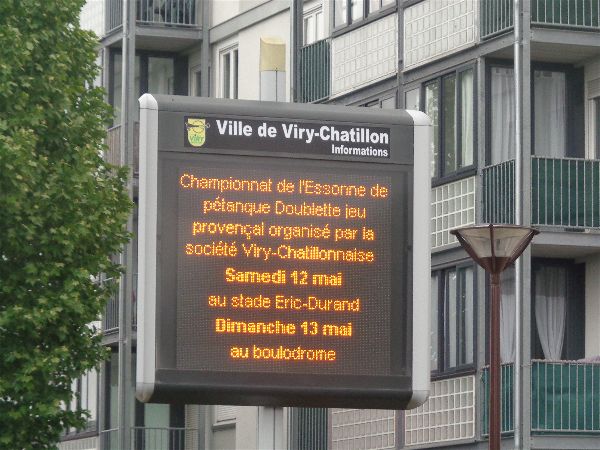 Ville de Viry-Chatillon
Informations
VIRY
Championnat de l'Essonne de
pétanque Doublette jeu
provençal organisé par la
société Viry-Chatillonnaise
Samedi 12 mai
au stade Eric-Durand
Dimanche 13 mai
au boulodrome